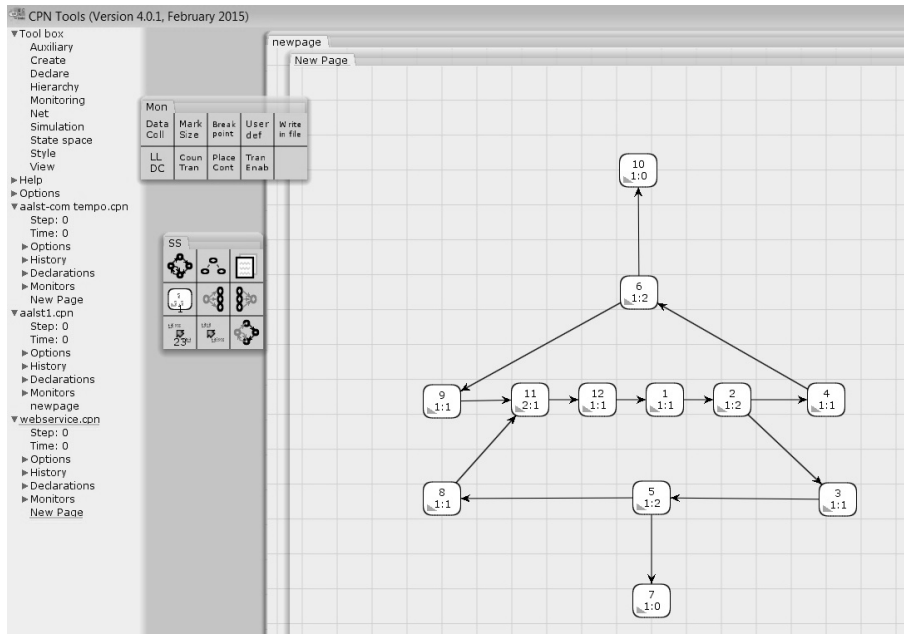 CPN Tools (Version 4.0.1, February 2015)
Tool box
Auxiliary
Create
Declare
Hierarchy
Monitoring
Net
Simulation
State space
Style
View
Help
Options
aalst-com tempo.cpn
Step: 0
Time: 0
Options
History
Declarations
Monitors
New Page
aalst1.cpn
Step: 0
Time: 0
Options
History
Declarations
Monitors
newpage
webservice.cpn
Step: 0
Time: 0
Options
History
Declarations
Monitors
New Page
Mon
Data Mark Break User Write
Coll Size point def in file
LL Coun Place Tran
DC Tran Cont Enab
SS
1
23
newpage
New Page
10
1:0
6
1:2
9
1:1
11
2:1
12
1:1
1
1:1
2
1:2
4
1:1
8
1:1
5
1:2
3
1:1
7
1:0